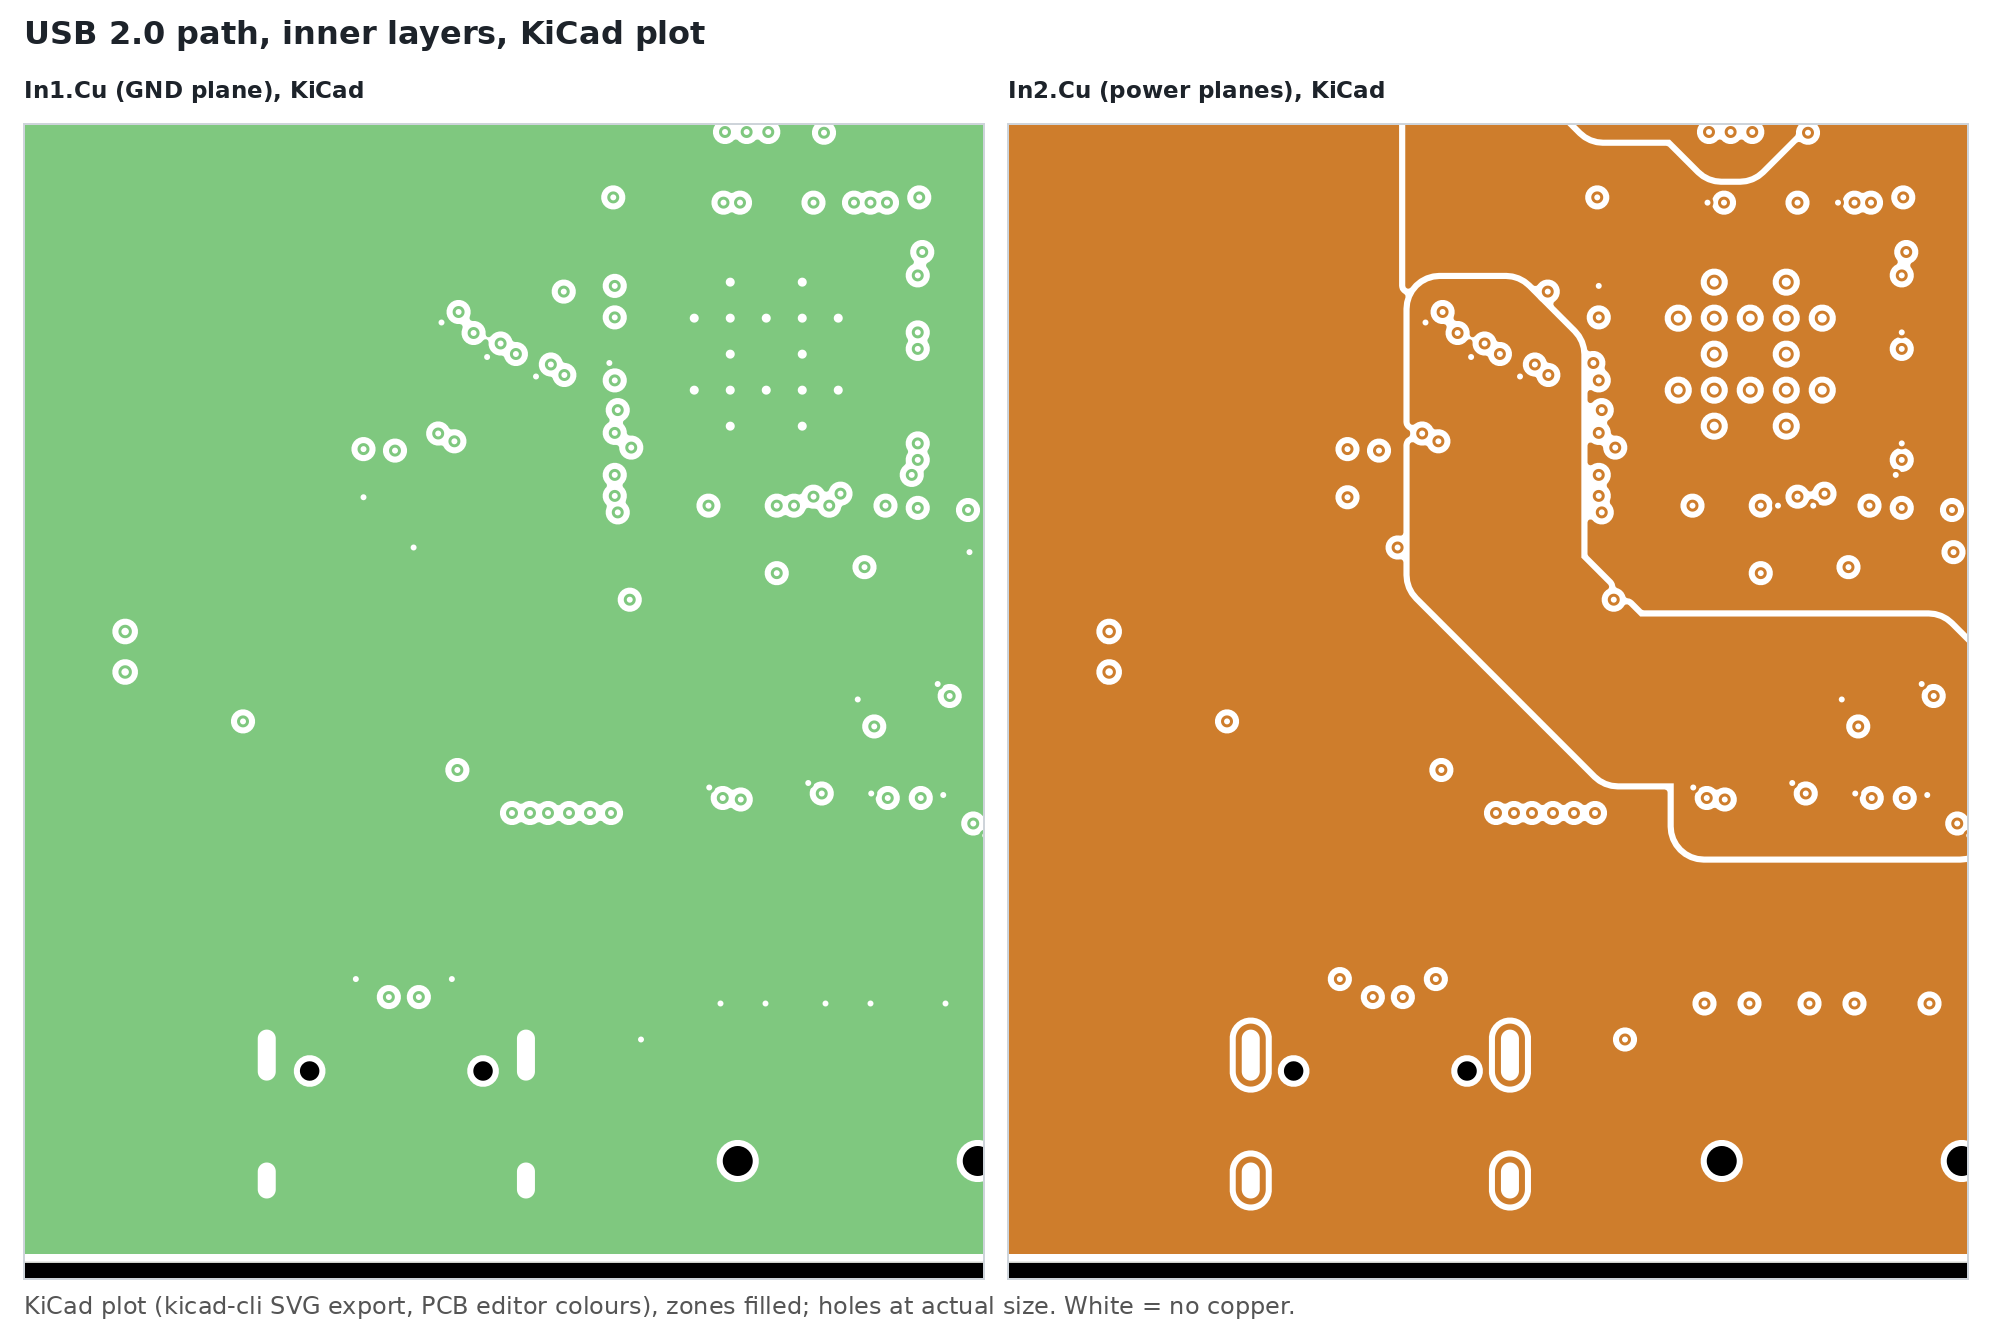 USB 2.0 path, inner layers, KiCad plot
In1.Cu (GND plane), KiCad
In2.Cu (power planes), KiCad
KiCad plot (kicad-cli SVG export, PCB editor colours), zones filled; holes at actual size. White = no copper.